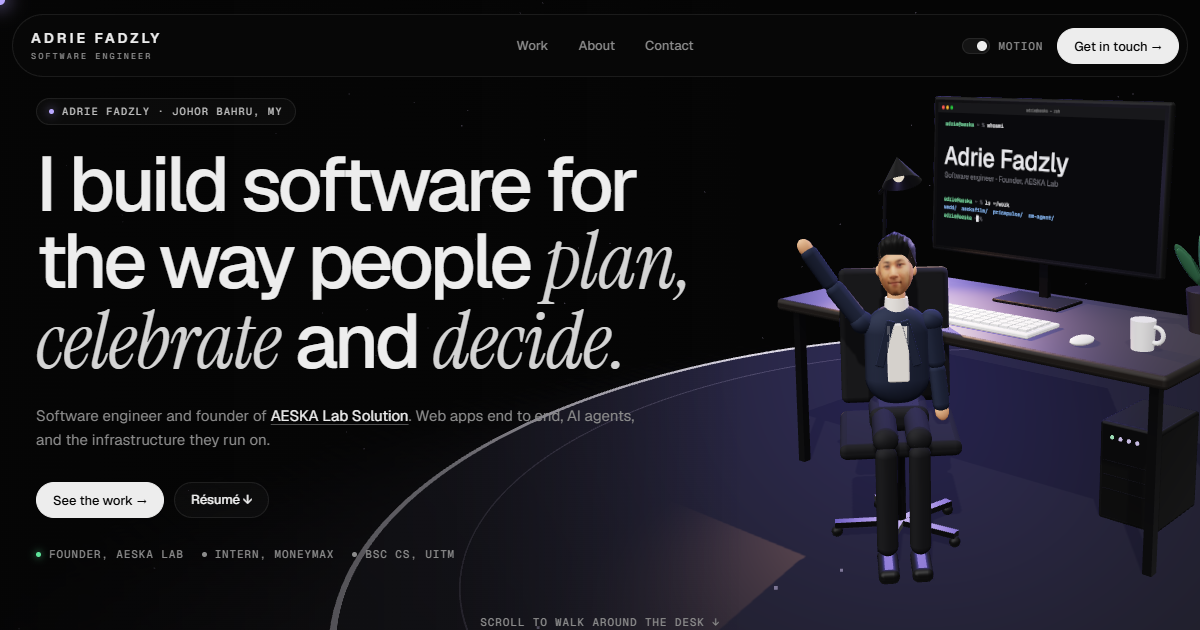 ADRIE FADZLY
SOFTWARE ENGINEER
Work About Contact
MOTION
Get in touch →
ADRIE FADZLY · JOHOR BAHRU, MY
I build software for
the way people plan,
celebrate and decide.
Software engineer and founder of AESKA Lab Solution. Web apps end to end, AI agents,
and the infrastructure they run on.
See the work →
Résumé ↓
FOUNDER, AESKA LAB
INTERN, MONEYMAX
BSC CS, UITM
SCROLL TO WALK AROUND THE DESK ↓
~ % whoami
Adrie Fadzly
Software engineer · Founder, AESKA Lab
~ % ls ~/work